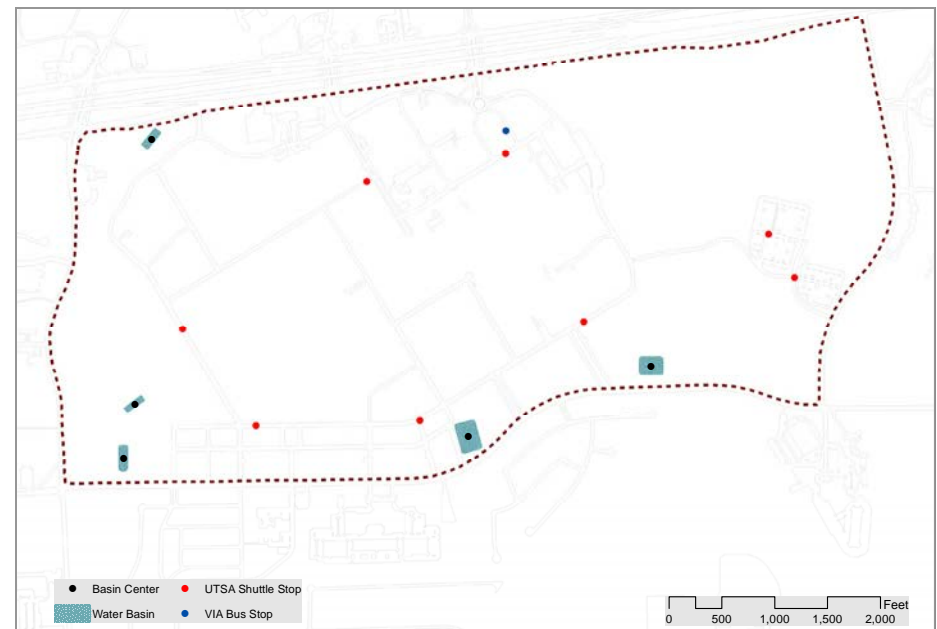 Basin Center
UTSA Shuttle Stop
Water Basin
VIA Bus Stop
Feet
0 500 1,000 1,500 2,000